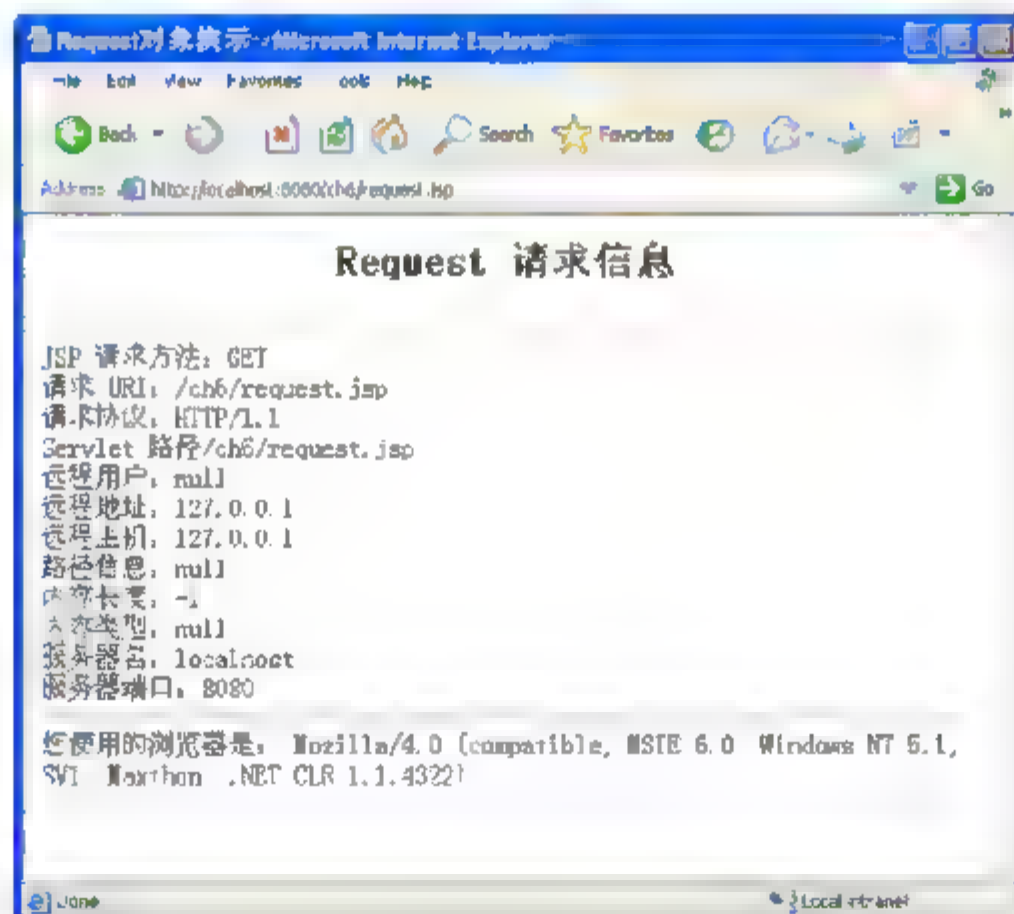 Request对象演示 - Microsoft Internet Explorer
File Edit View Favorites Tools Help
Back Search Favorites
Address http://localhost:8080/ch6/request.jsp Go
Request 请求信息
JSP 请求方法: GET
请求 URI: /ch6/request.jsp
请求协议: HTTP/1.1
Servlet 路径/ch6/request.jsp
远程用户: null
远程地址: 127.0.0.1
远程主机: 127.0.0.1
路径信息: null
内容长度: -1
内容类型: null
服务器名: localhost
服务器端口: 8080
您使用的浏览器是: Mozilla/4.0 (compatible, MSIE 6.0 Windows NT 5.1,
SV1 Maxthon .NET CLR 1.1.4322)
Done Local intranet